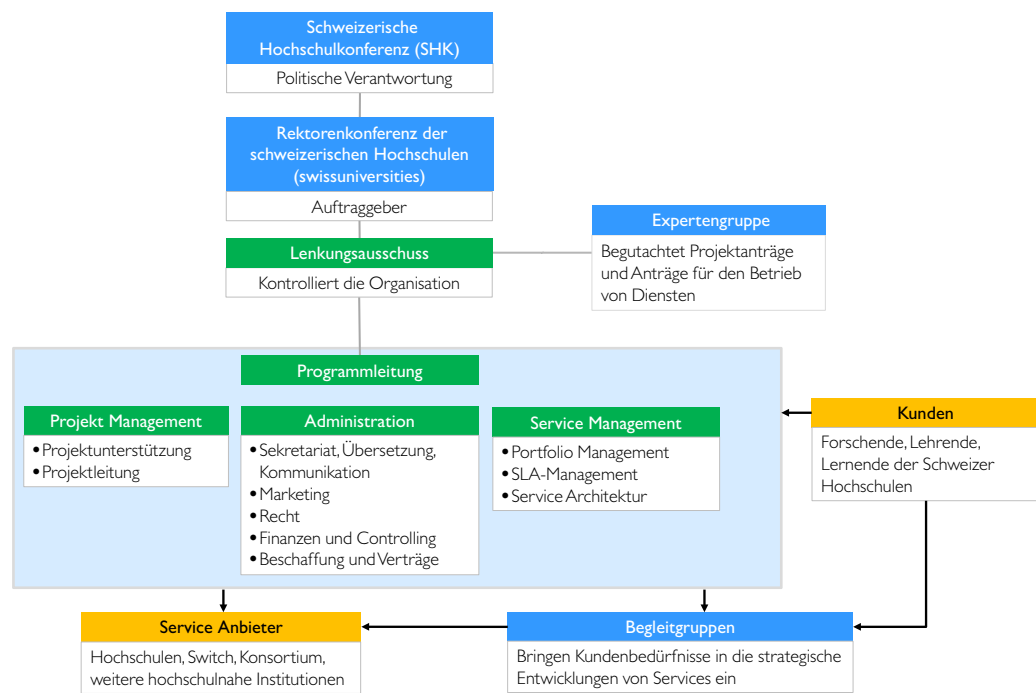 Schweizerische
Hochschulkonferenz (SHK)
Politische Verantwortung
Rektorenkonferenz der
schweizerischen Hochschulen
(swissuniversities)
Auftraggeber
Lenkungsausschuss
Kontrolliert die Organisation
Expertengruppe
Begutachtet Projektanträge
und Anträge für den Betrieb
von Diensten
Programmleitung
Projekt Management
• Projektunterstützung
• Projektleitung
Administration
• Sekretariat, Übersetzung,
Kommunikation
• Marketing
• Recht
• Finanzen und Controlling
• Beschaffung und Verträge
Service Management
• Portfolio Management
• SLA-Management
• Service Architektur
Kunden
Forschende, Lehrende,
Lernende der Schweizer
Hochschulen
Service Anbieter
Hochschulen, Switch, Konsortium,
weitere hochschulnahe Institutionen
Begleitgruppen
Bringen Kundenbedürfnisse in die strategische
Entwicklungen von Services ein